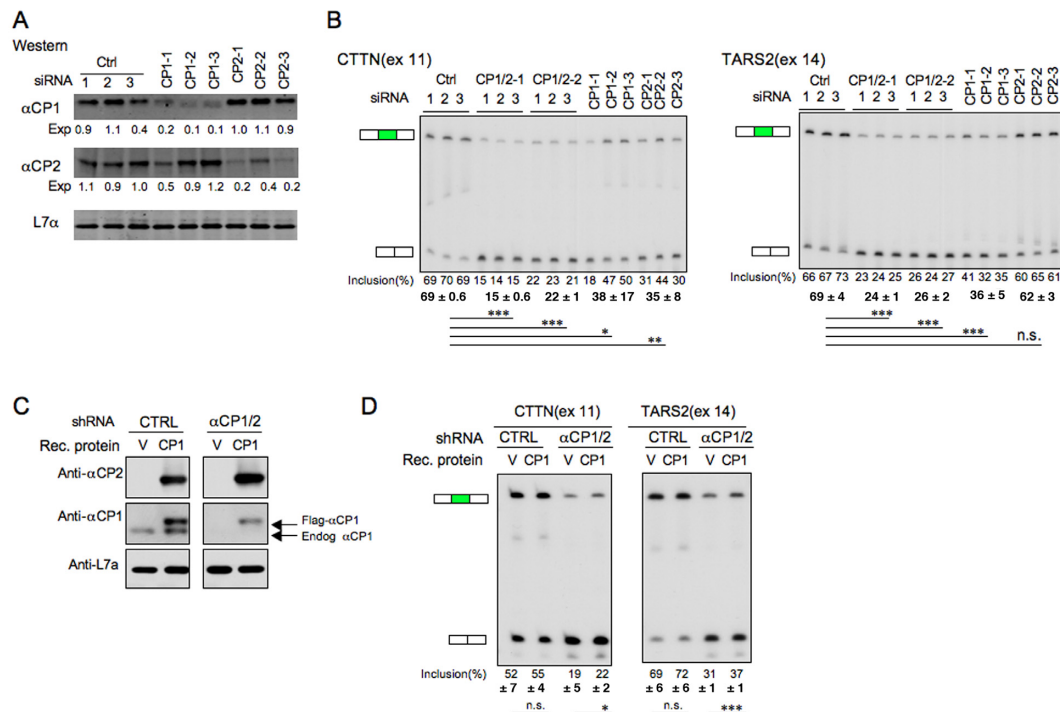 A
Western
Ctrl CP1-1 CP1-2 CP1-3 CP2-1 CP2-2 CP2-3
siRNA 1 2 3
αCP1
Exp 0.9 1.1 0.4 0.2 0.1 0.1 1.0 1.1 0.9
αCP2
Exp 1.1 0.9 1.0 0.5 0.9 1.2 0.2 0.4 0.2
L7α
B
CTTN(ex 11)
Ctrl CP1/2-1 CP1/2-2 CP1-1 CP1-2 CP1-3 CP2-1 CP2-2 CP2-3
siRNA 1 2 3 1 2 3 1 2 3
Inclusion(%) 69 70 69 15 14 15 22 23 21 18 47 50 31 44 30
69 ± 0.6 15 ± 0.6 22 ± 1 38 ± 17 35 ± 8
***
***
*
**
TARS2(ex 14)
Ctrl CP1/2-1 CP1/2-2 CP1-1 CP1-2 CP1-3 CP2-1 CP2-2 CP2-3
siRNA 1 2 3 1 2 3 1 2 3
Inclusion(%) 66 67 73 23 24 25 26 24 27 41 32 35 60 65 61
69 ± 4 24 ± 1 26 ± 2 36 ± 5 62 ± 3
***
***
***
n.s.
C
shRNA CTRL αCP1/2
Rec. protein V CP1 V CP1
Anti-αCP2
Anti-αCP1
Flag-αCP1
Endog αCP1
Anti-L7a
D
CTTN(ex 11) TARS2(ex 14)
shRNA CTRL αCP1/2 CTRL αCP1/2
Rec. protein V CP1 V CP1 V CP1 V CP1
Inclusion(%) 52 55 19 22 69 72 31 37
± 7 ± 4 ± 5 ± 2 ± 6 ± 6 ± 1 ± 1
n.s. * n.s. ***